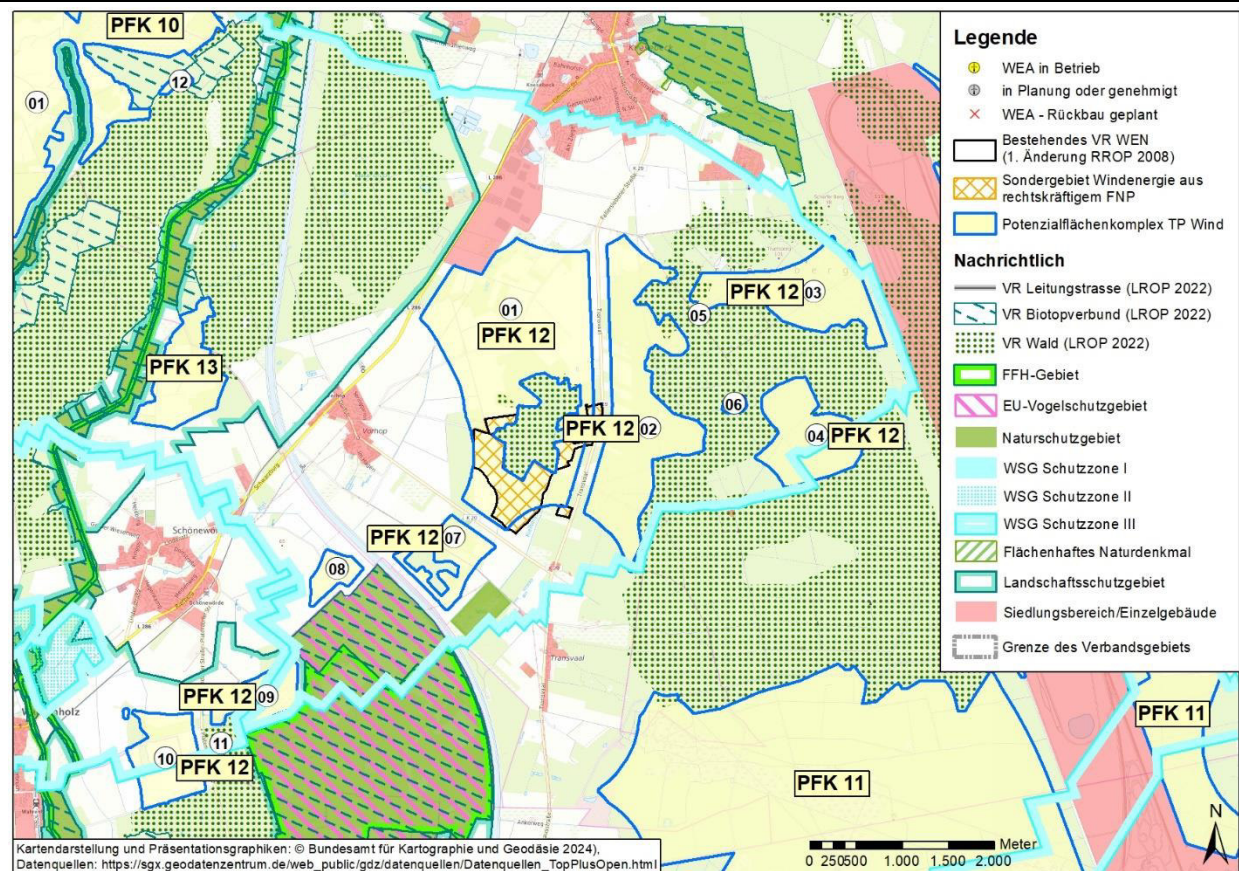 PFK 10
12
01
PFK 13
01
PFK 12
PFK 12
03
05
06
PFK 12
02
04
PFK 12
PFK 12
07
08
PFK 12
09
11
10
PFK 12
PFK 11
PFK 11
L 286
L 286
K 20
K 20
Vorhop
Schönewörde
Transvaal
Transvaal
Legende
WEA in Betrieb
in Planung oder genehmigt
WEA - Rückbau geplant
Bestehendes VR WEN
(1. Änderung RROP 2008)
Sondergebiet Windenergie aus
rechtskräftigem FNP
Potenzialflächenkomplex TP Wind
Nachrichtlich
VR Leitungstrasse (LROP 2022)
VR Biotopverbund (LROP 2022)
VR Wald (LROP 2022)
FFH-Gebiet
EU-Vogelschutzgebiet
Naturschutzgebiet
WSG Schutzzone I
WSG Schutzzone II
WSG Schutzzone III
Flächenhaftes Naturdenkmal
Landschaftsschutzgebiet
Siedlungsbereich/Einzelgebäude
Grenze des Verbandsgebiets
N
Meter
0 250500 1.000 1.500 2.000
Kartendarstellung und Präsentationsgraphiken: © Bundesamt für Kartographie und Geodäsie 2024),
Datenquellen: https://sgx.geodatenzentrum.de/web_public/gdz/datenquellen/Datenquellen_TopPlusOpen.html